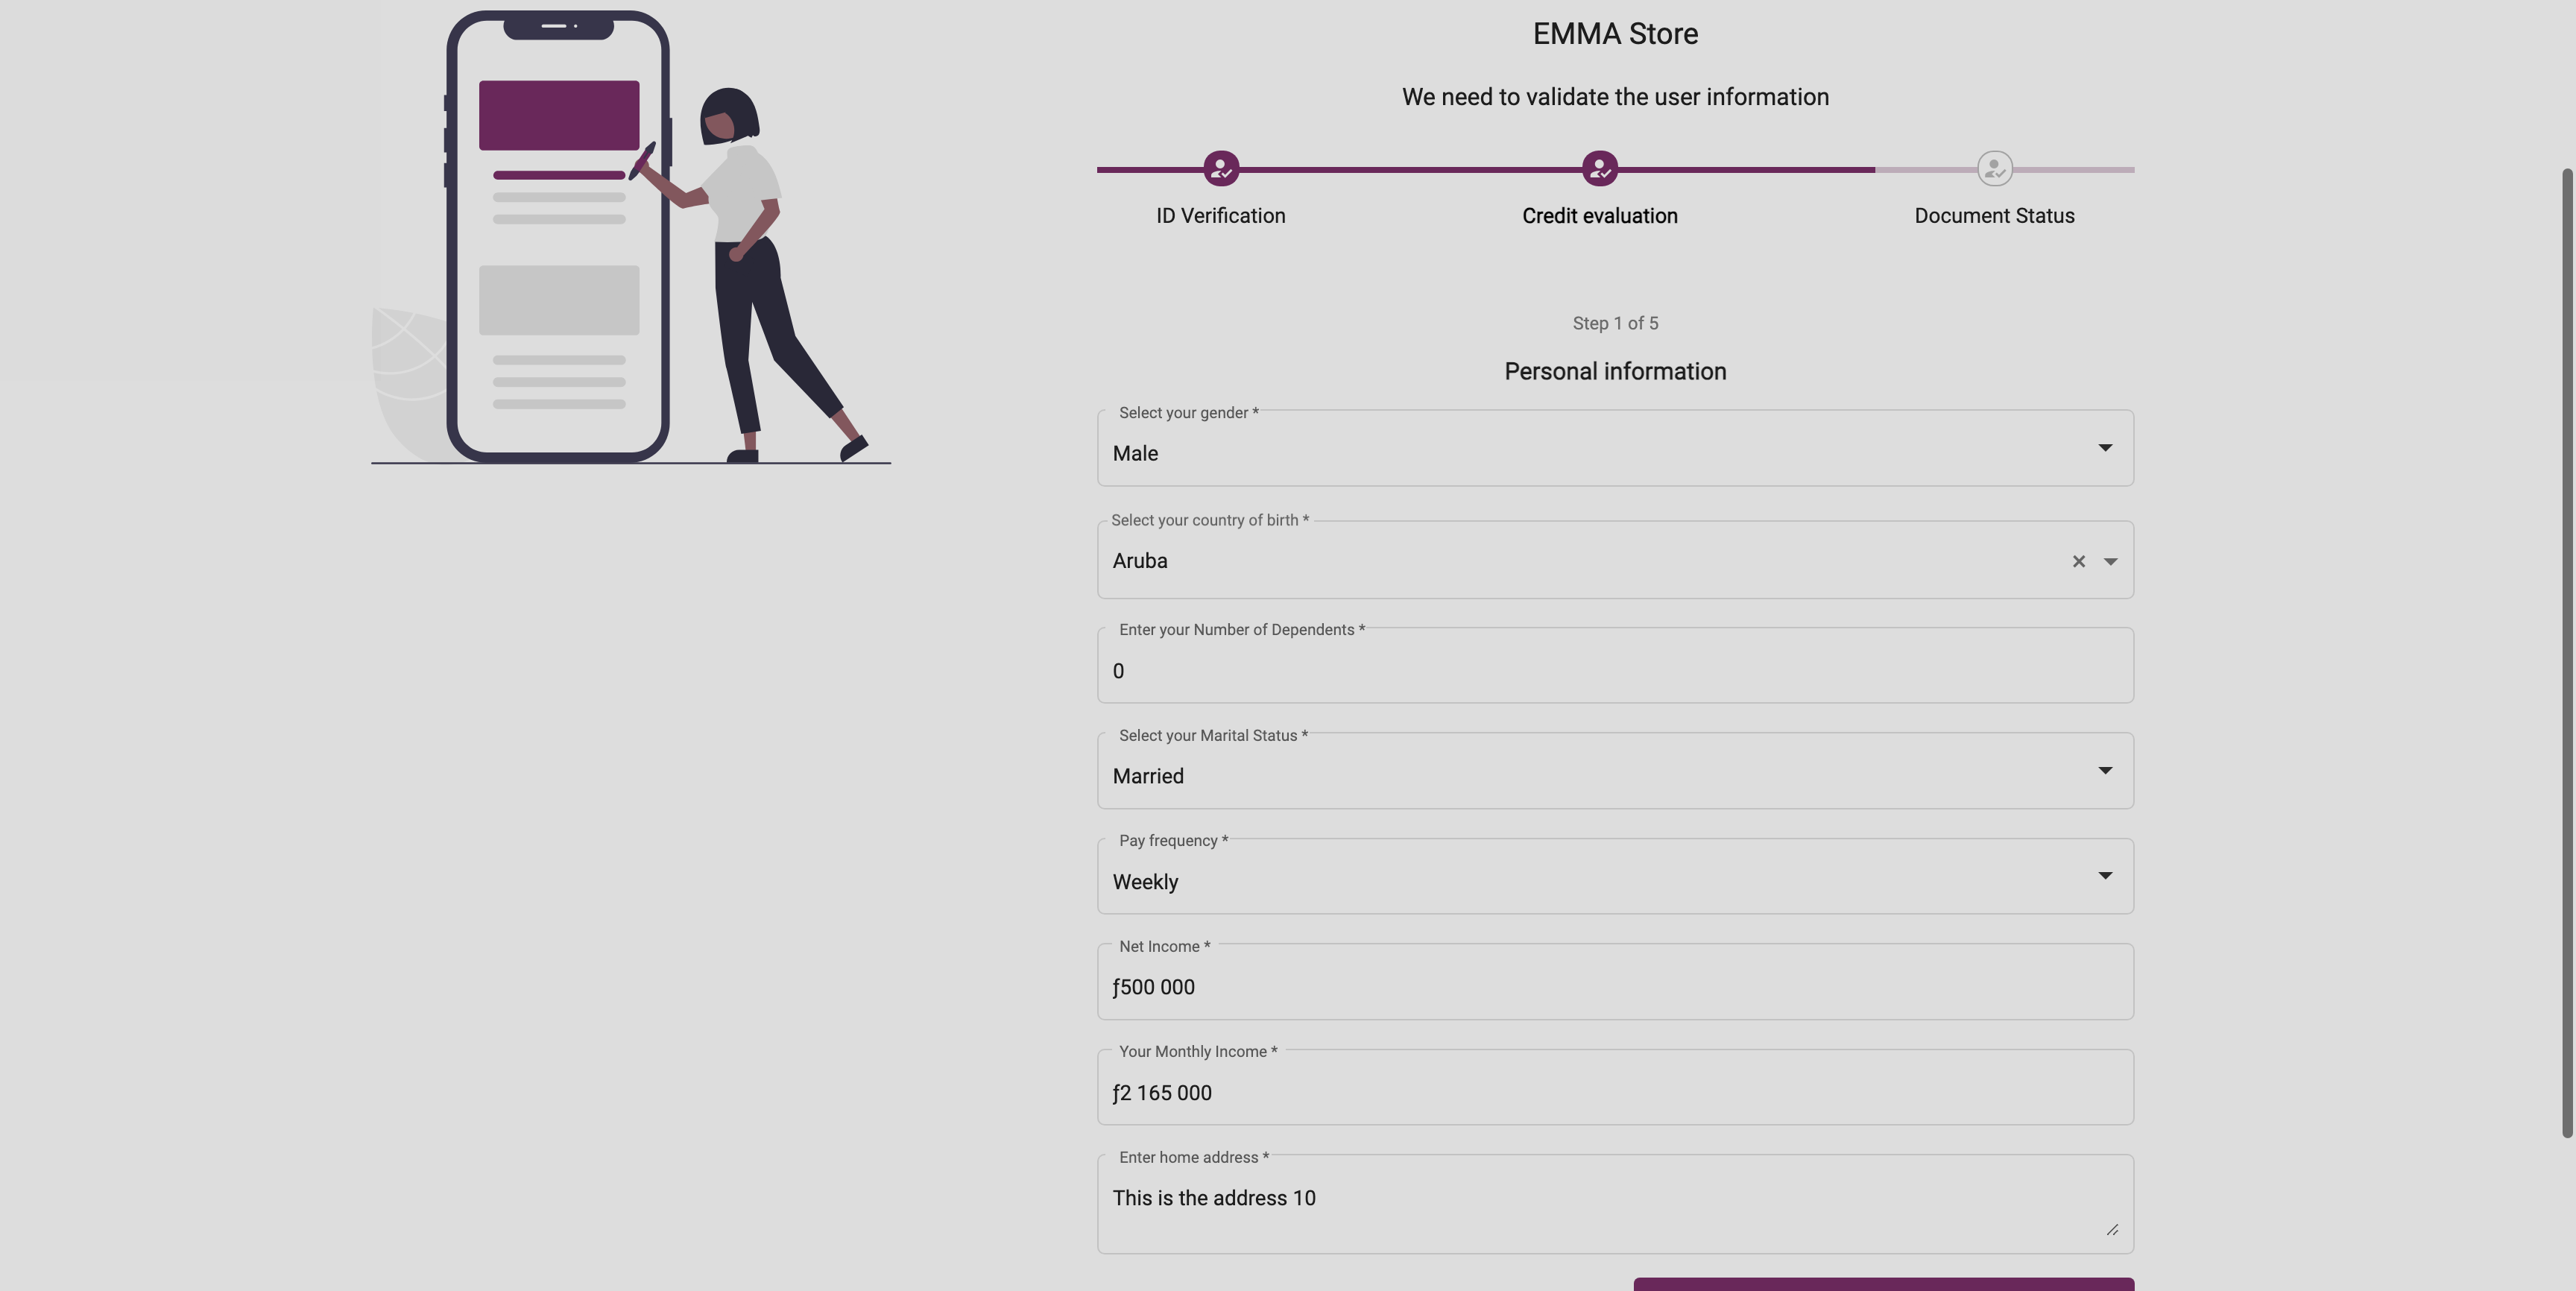 EMMA Store
We need to validate the user information
ID Verification
Credit evaluation
Document Status
Step 1 of 5
Personal information
Select your gender *
Male
Select your country of birth *
Aruba
Enter your Number of Dependents *
0
Select your Marital Status *
Married
Pay frequency *
Weekly
Net Income *
ƒ500 000
Your Monthly Income *
ƒ2 165 000
Enter home address *
This is the address 10